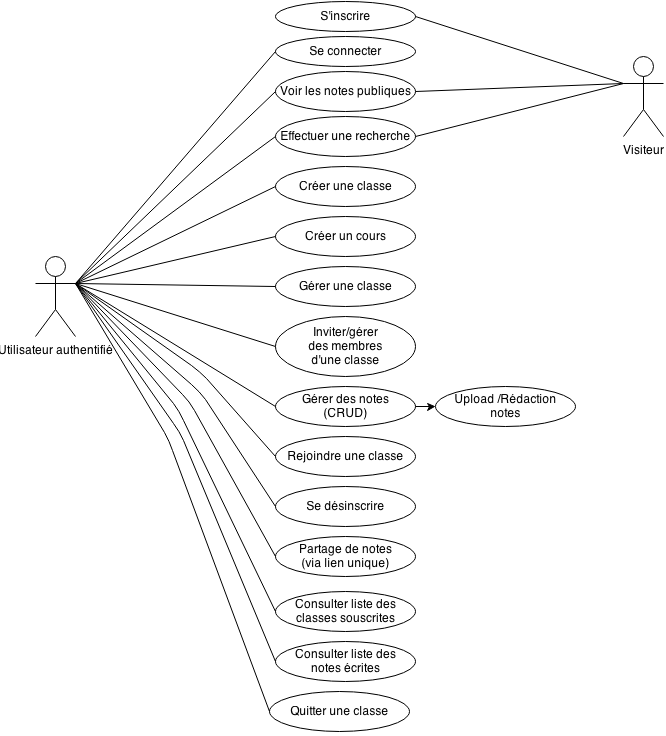 S'inscrire
Se connecter
Voir les notes publiques
Effectuer une recherche
Visiteur
Créer une classe
Créer un cours
Gérer une classe
Utilisateur authentifié
Inviter/gérer
des membres
d'une classe
Gérer des notes
(CRUD)
Upload /Rédaction
notes
Rejoindre une classe
Se désinscrire
Partage de notes
(via lien unique)
Consulter liste des
classes souscrites
Consulter liste des
notes écrites
Quitter une classe